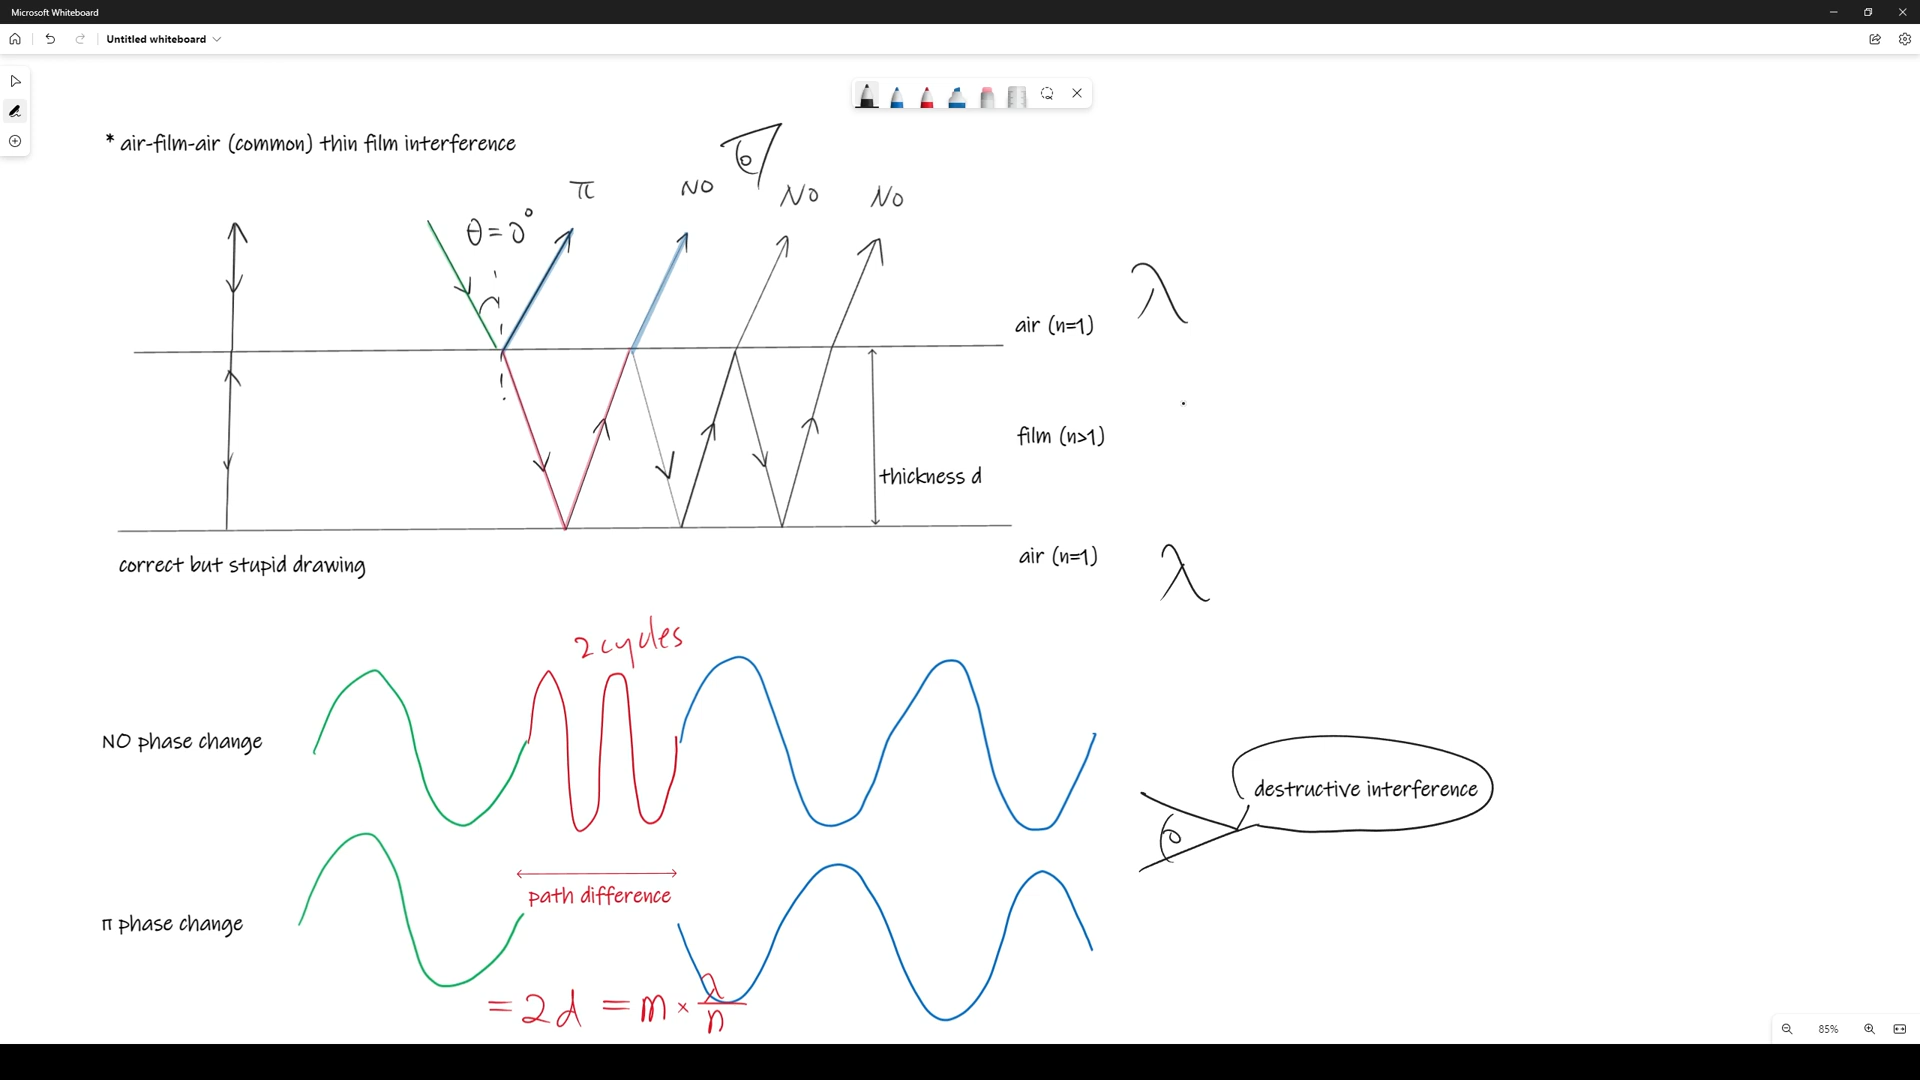 Microsoft Whiteboard
Untitled whiteboard
* air-film-air (common) thin film interference
π NO NO NO
θ = 0°
air (n=1) λ
film (n>1)
thickness d
air (n=1) λ
correct but stupid drawing
2 cycles
NO phase change
destructive interference
path difference
π phase change
= 2d = m × λ/n
85%